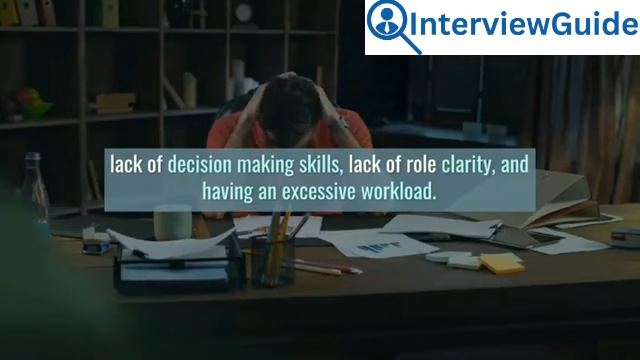 InterviewGuide
lack of decision making skills, lack of role clarity, and
having an excessive workload.